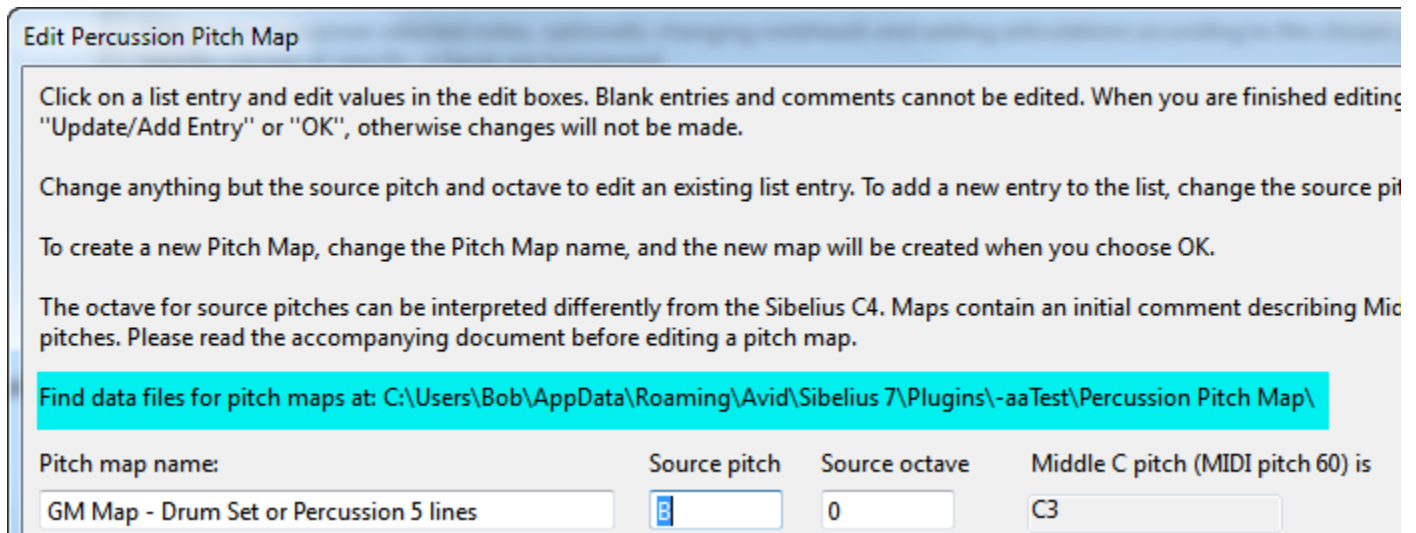 Edit Percussion Pitch Map
Click on a list entry and edit values in the edit boxes. Blank entries and comments cannot be edited. When you are finished editing
"Update/Add Entry" or "OK", otherwise changes will not be made.
Change anything but the source pitch and octave to edit an existing list entry. To add a new entry to the list, change the source pit
To create a new Pitch Map, change the Pitch Map name, and the new map will be created when you choose OK.
The octave for source pitches can be interpreted differently from the Sibelius C4. Maps contain an initial comment describing Mid
pitches. Please read the accompanying document before editing a pitch map.
Find data files for pitch maps at: C:\Users\Bob\AppData\Roaming\Avid\Sibelius 7\Plugins\-aaTest\Percussion Pitch Map\
Pitch map name: Source pitch Source octave Middle C pitch (MIDI pitch 60) is
GM Map - Drum Set or Percussion 5 lines B 0 C3